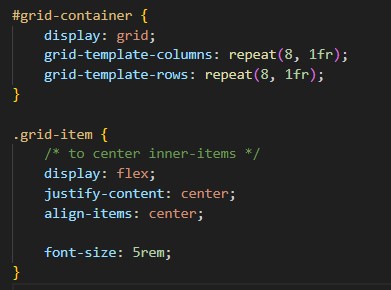 #grid-container {
    display: grid;
    grid-template-columns: repeat(8, 1fr);
    grid-template-rows: repeat(8, 1fr);
}

.grid-item {
    /* to center inner-items */
    display: flex;
    justify-content: center;
    align-items: center;

    font-size: 5rem;
}